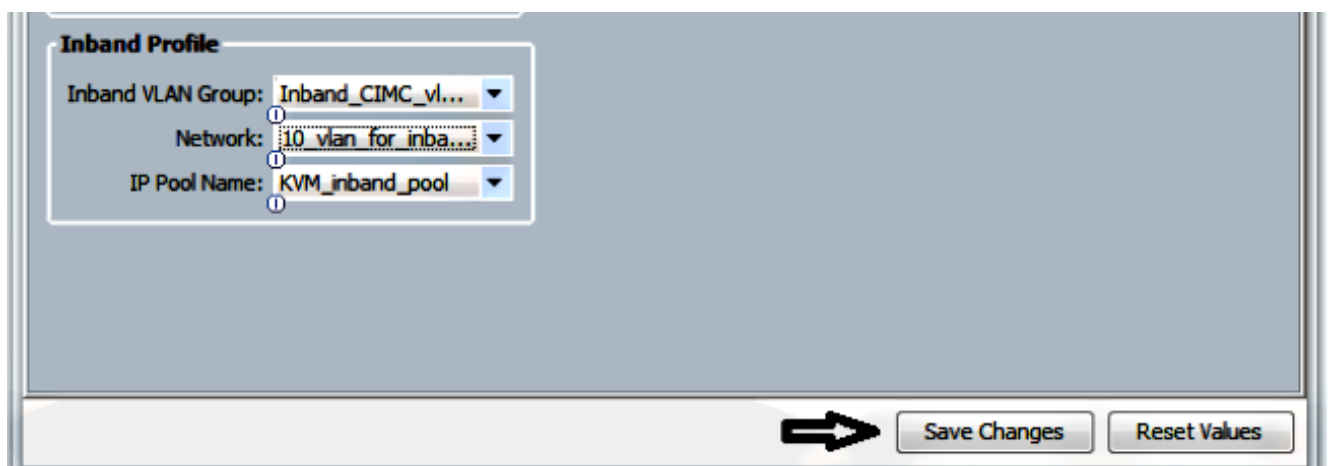 Inband Profile
Inband VLAN Group: Inband_CIMC_vl...
Network: 10_vlan_for_inba...
IP Pool Name: KVM_inband_pool
Save Changes Reset Values